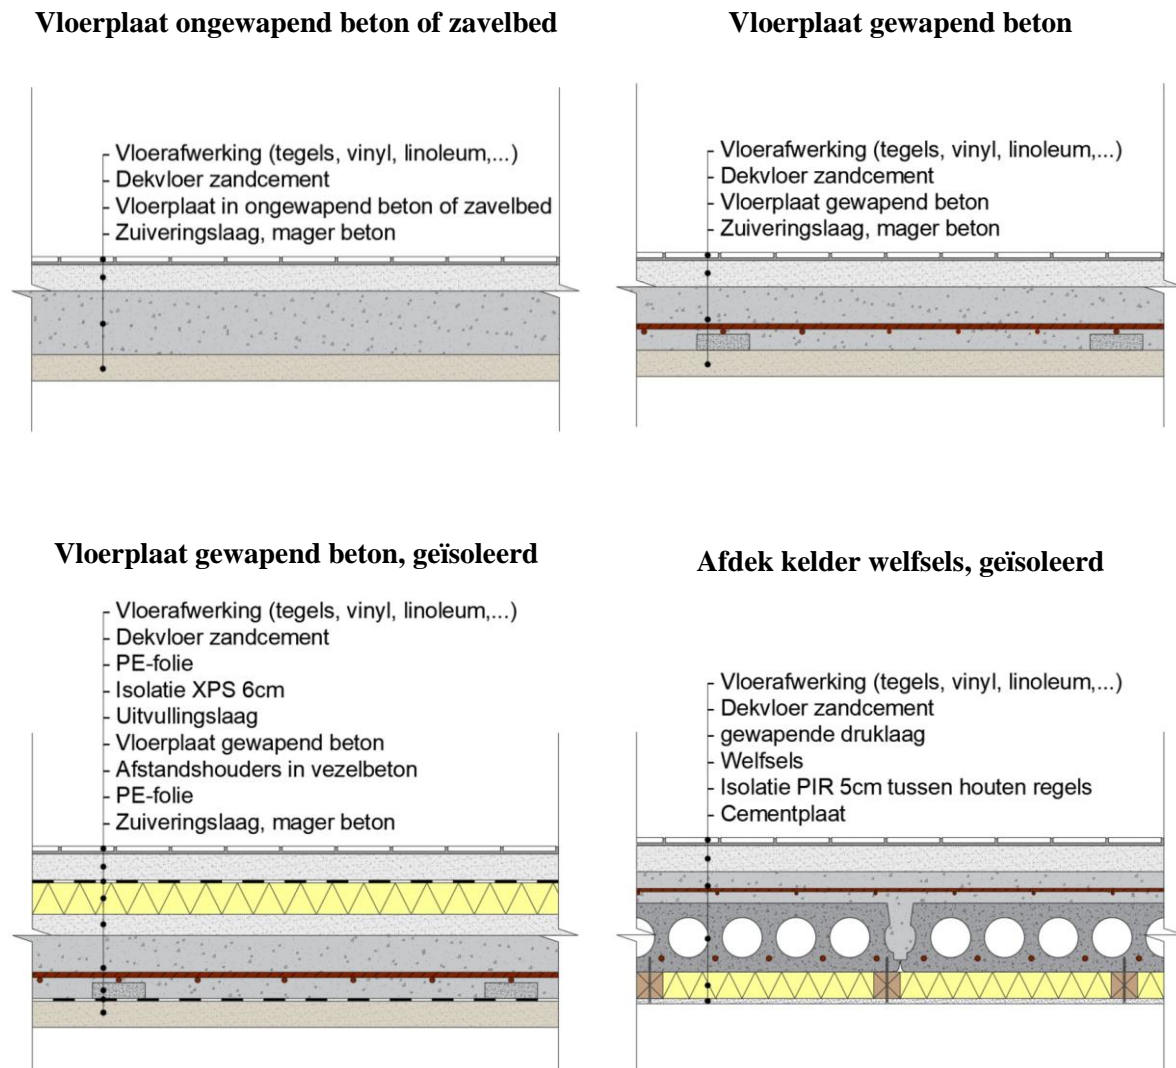 Vloerplaat ongewapend beton of zavelbed
- Vloerafwerking (tegels, vinyl, linoleum,...)
- Dekvloer zandcement
- Vloerplaat in ongewapend beton of zavelbed
- Zuiveringslaag, mager beton
Vloerplaat gewapend beton
- Vloerafwerking (tegels, vinyl, linoleum,...)
- Dekvloer zandcement
- Vloerplaat gewapend beton
- Zuiveringslaag, mager beton
Vloerplaat gewapend beton, geïsoleerd
- Vloerafwerking (tegels, vinyl, linoleum,...)
- Dekvloer zandcement
- PE-folie
- Isolatie XPS 6cm
- Uitvullingslaag
- Vloerplaat gewapend beton
- Afstandshouders in vezelbeton
- PE-folie
- Zuiveringslaag, mager beton
Afdek kelder welfsels, geïsoleerd
- Vloerafwerking (tegels, vinyl, linoleum,...)
- Dekvloer zandcement
- gewapende druklaag
- Welfsels
- Isolatie PIR 5cm tussen houten regels
- Cementplaat